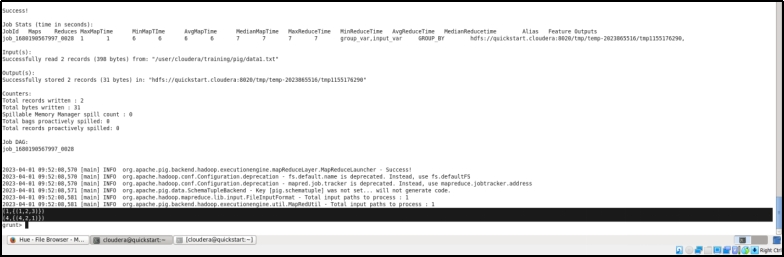 Success!
Job Stats (time in seconds):
JobId Maps Reduces MaxMapTime MinMapTIme AvgMapTime MedianMapTime MaxReduceTime MinReduceTime AvgReduceTime MedianReducetime Alias Feature Outputs
job_1680190567997_0028 1 1 6 6 6 6 7 7 7 7 group_var,input_var GROUP_BY hdfs://quickstart.cloudera:8020/tmp/temp-2023865516/tmp1155176290,
Input(s):
Successfully read 2 records (398 bytes) from: "/user/cloudera/training/pig/data1.txt"
Output(s):
Successfully stored 2 records (31 bytes) in: "hdfs://quickstart.cloudera:8020/tmp/temp-2023865516/tmp1155176290"
Counters:
Total records written : 2
Total bytes written : 31
Spillable Memory Manager spill count : 0
Total bags proactively spilled: 0
Total records proactively spilled: 0
Job DAG:
job_1680190567997_0028
2023-04-01 09:52:08,570 [main] INFO org.apache.pig.backend.hadoop.executionengine.mapReduceLayer.MapReduceLauncher - Success!
2023-04-01 09:52:08,570 [main] INFO org.apache.hadoop.conf.Configuration.deprecation - fs.default.name is deprecated. Instead, use fs.defaultFS
2023-04-01 09:52:08,570 [main] INFO org.apache.hadoop.conf.Configuration.deprecation - mapred.job.tracker is deprecated. Instead, use mapreduce.jobtracker.address
2023-04-01 09:52:08,571 [main] INFO org.apache.pig.data.SchemaTupleBackend - Key [pig.schematuple] was not set... will not generate code.
2023-04-01 09:52:08,581 [main] INFO org.apache.hadoop.mapreduce.lib.input.FileInputFormat - Total input paths to process : 1
2023-04-01 09:52:08,581 [main] INFO org.apache.pig.backend.hadoop.executionengine.util.MapRedUtil - Total input paths to process : 1
(1,{(1,2,3)})
(4,{(4,2,1)})
grunt>
Hue - File Browser - M... cloudera@quickstart:~ [cloudera@quickstart:~]
Right Ctrl